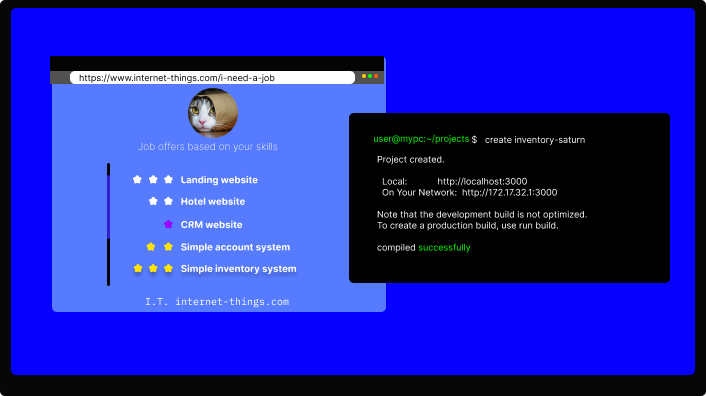 https://www.internet-things.com/i-need-a-job
Job offers based on your skills
Landing website
Hotel website
CRM website
Simple account system
Simple inventory system
I.T. internet-things.com
user@mypc:~/projects $ create inventory-saturn
Project created.
Local: http://localhost:3000
On Your Network: http://172.17.32.1:3000
Note that the development build is not optimized.
To create a production build, use run build.
compiled successfully